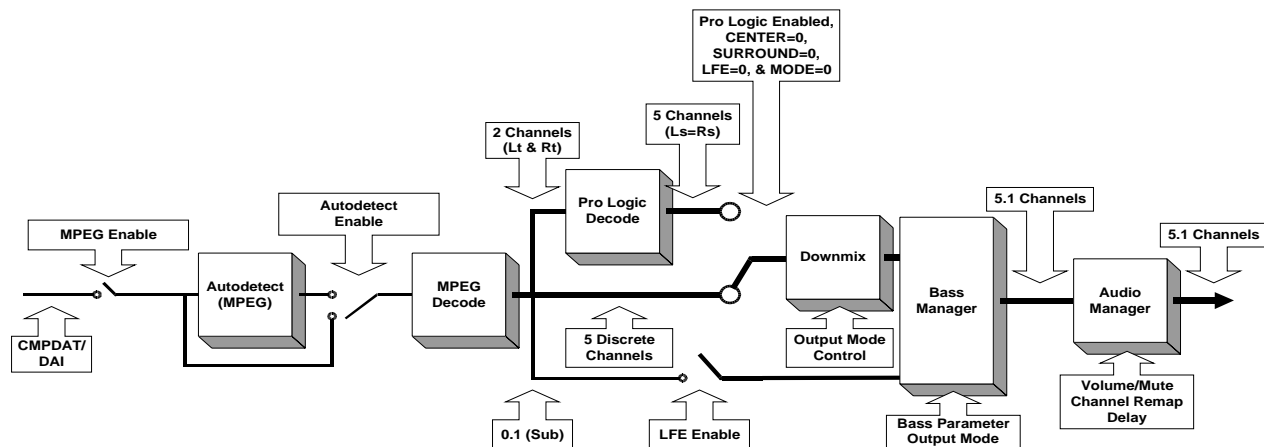 Pro Logic Enabled,
CENTER=0,
SURROUND=0,
LFE=0, & MODE=0
2 Channels
(Lt & Rt)
5 Channels
(Ls=Rs)
Pro Logic
Decode
Autodetect
Enable
MPEG Enable
5.1 Channels
5.1 Channels
Downmix
Autodetect
(MPEG)
MPEG
Decode
Bass
Manager
Audio
Manager
CMPDAT/
DAI
5 Discrete
Channels
Output Mode
Control
Volume/Mute
Channel Remap
Delay
0.1 (Sub)
LFE Enable
Bass Parameter
Output Mode